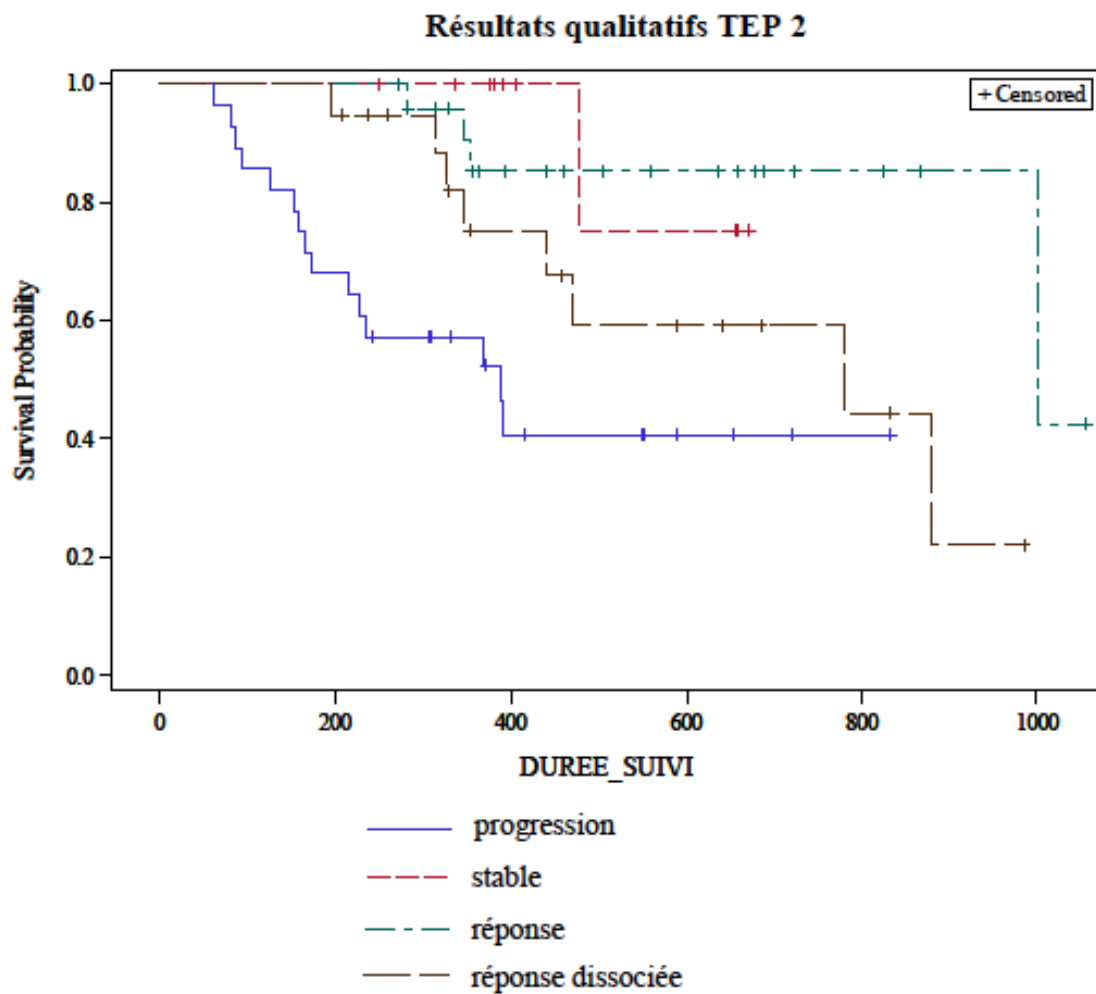 Résultats qualitatifs TEP 2
+ Censored
1.0
0.8
0.6
0.4
0.2
0.0
Survival Probability
0 200 400 600 800 1000
DUREE_SUIVI
progression
stable
réponse
réponse dissociée